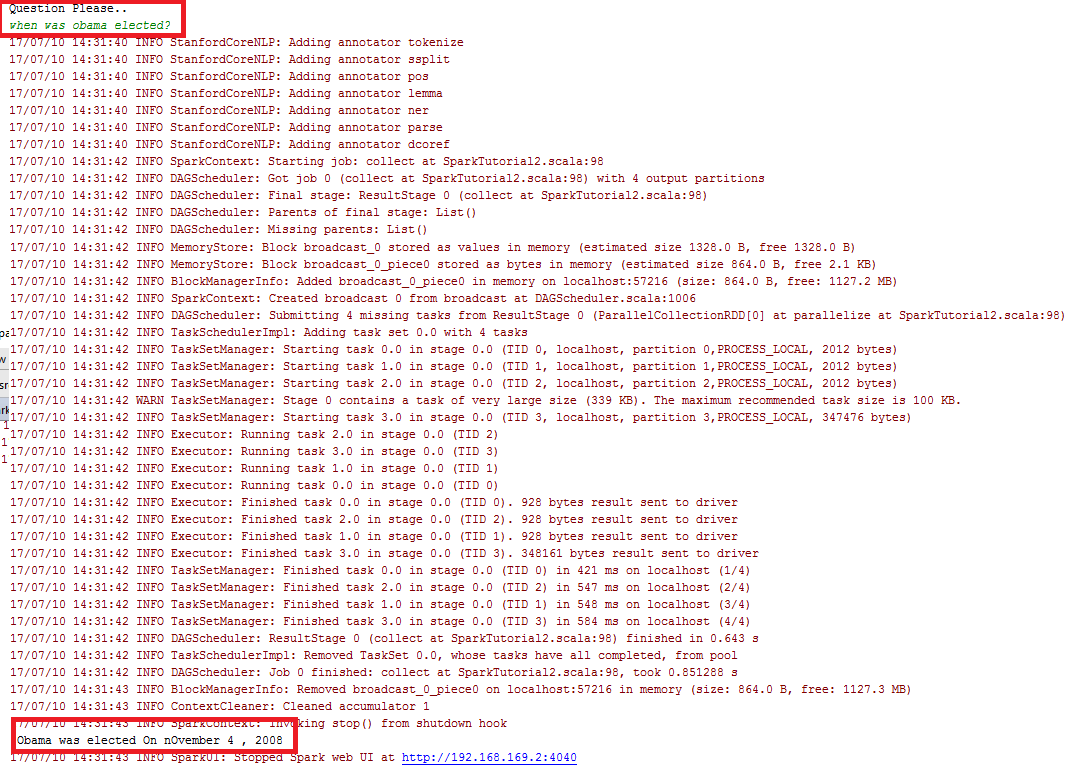 Question Please..
when was obama elected?
17/07/10 14:31:40 INFO StanfordCoreNLP: Adding annotator tokenize
17/07/10 14:31:40 INFO StanfordCoreNLP: Adding annotator ssplit
17/07/10 14:31:40 INFO StanfordCoreNLP: Adding annotator pos
17/07/10 14:31:40 INFO StanfordCoreNLP: Adding annotator lemma
17/07/10 14:31:40 INFO StanfordCoreNLP: Adding annotator ner
17/07/10 14:31:40 INFO StanfordCoreNLP: Adding annotator parse
17/07/10 14:31:40 INFO StanfordCoreNLP: Adding annotator dcoref
17/07/10 14:31:42 INFO SparkContext: Starting job: collect at SparkTutorial2.scala:98
17/07/10 14:31:42 INFO DAGScheduler: Got job 0 (collect at SparkTutorial2.scala:98) with 4 output partitions
17/07/10 14:31:42 INFO DAGScheduler: Final stage: ResultStage 0 (collect at SparkTutorial2.scala:98)
17/07/10 14:31:42 INFO DAGScheduler: Parents of final stage: List()
17/07/10 14:31:42 INFO DAGScheduler: Missing parents: List()
17/07/10 14:31:42 INFO MemoryStore: Block broadcast_0 stored as values in memory (estimated size 1328.0 B, free 1328.0 B)
17/07/10 14:31:42 INFO MemoryStore: Block broadcast_0_piece0 stored as bytes in memory (estimated size 864.0 B, free 2.1 KB)
17/07/10 14:31:42 INFO BlockManagerInfo: Added broadcast_0_piece0 in memory on localhost:57216 (size: 864.0 B, free: 1127.2 MB)
17/07/10 14:31:42 INFO SparkContext: Created broadcast 0 from broadcast at DAGScheduler.scala:1006
17/07/10 14:31:42 INFO DAGScheduler: Submitting 4 missing tasks from ResultStage 0 (ParallelCollectionRDD[0] at parallelize at SparkTutorial2.scala:98)
17/07/10 14:31:42 INFO TaskSchedulerImpl: Adding task set 0.0 with 4 tasks
17/07/10 14:31:42 INFO TaskSetManager: Starting task 0.0 in stage 0.0 (TID 0, localhost, partition 0,PROCESS_LOCAL, 2012 bytes)
17/07/10 14:31:42 INFO TaskSetManager: Starting task 1.0 in stage 0.0 (TID 1, localhost, partition 1,PROCESS_LOCAL, 2012 bytes)
17/07/10 14:31:42 INFO TaskSetManager: Starting task 2.0 in stage 0.0 (TID 2, localhost, partition 2,PROCESS_LOCAL, 2012 bytes)
17/07/10 14:31:42 WARN TaskSetManager: Stage 0 contains a task of very large size (339 KB). The maximum recommended task size is 100 KB.
17/07/10 14:31:42 INFO TaskSetManager: Starting task 3.0 in stage 0.0 (TID 3, localhost, partition 3,PROCESS_LOCAL, 347476 bytes)
17/07/10 14:31:42 INFO Executor: Running task 2.0 in stage 0.0 (TID 2)
17/07/10 14:31:42 INFO Executor: Running task 3.0 in stage 0.0 (TID 3)
17/07/10 14:31:42 INFO Executor: Running task 1.0 in stage 0.0 (TID 1)
17/07/10 14:31:42 INFO Executor: Running task 0.0 in stage 0.0 (TID 0)
17/07/10 14:31:42 INFO Executor: Finished task 0.0 in stage 0.0 (TID 0). 928 bytes result sent to driver
17/07/10 14:31:42 INFO Executor: Finished task 2.0 in stage 0.0 (TID 2). 928 bytes result sent to driver
17/07/10 14:31:42 INFO Executor: Finished task 1.0 in stage 0.0 (TID 1). 928 bytes result sent to driver
17/07/10 14:31:42 INFO Executor: Finished task 3.0 in stage 0.0 (TID 3). 348161 bytes result sent to driver
17/07/10 14:31:42 INFO TaskSetManager: Finished task 0.0 in stage 0.0 (TID 0) in 421 ms on localhost (1/4)
17/07/10 14:31:42 INFO TaskSetManager: Finished task 2.0 in stage 0.0 (TID 2) in 547 ms on localhost (2/4)
17/07/10 14:31:42 INFO TaskSetManager: Finished task 1.0 in stage 0.0 (TID 1) in 548 ms on localhost (3/4)
17/07/10 14:31:42 INFO TaskSetManager: Finished task 3.0 in stage 0.0 (TID 3) in 584 ms on localhost (4/4)
17/07/10 14:31:42 INFO DAGScheduler: ResultStage 0 (collect at SparkTutorial2.scala:98) finished in 0.643 s
17/07/10 14:31:42 INFO TaskSchedulerImpl: Removed TaskSet 0.0, whose tasks have all completed, from pool
17/07/10 14:31:42 INFO DAGScheduler: Job 0 finished: collect at SparkTutorial2.scala:98, took 0.851288 s
17/07/10 14:31:43 INFO BlockManagerInfo: Removed broadcast_0_piece0 on localhost:57216 in memory (size: 864.0 B, free: 1127.3 MB)
17/07/10 14:31:43 INFO ContextCleaner: Cleaned accumulator 1
17/07/10 14:31:43 INFO SparkContext: Invoking stop() from shutdown hook
Obama was elected On nOvember 4 , 2008
17/07/10 14:31:43 INFO SparkUI: Stopped Spark web UI at http://192.168.169.2:4040